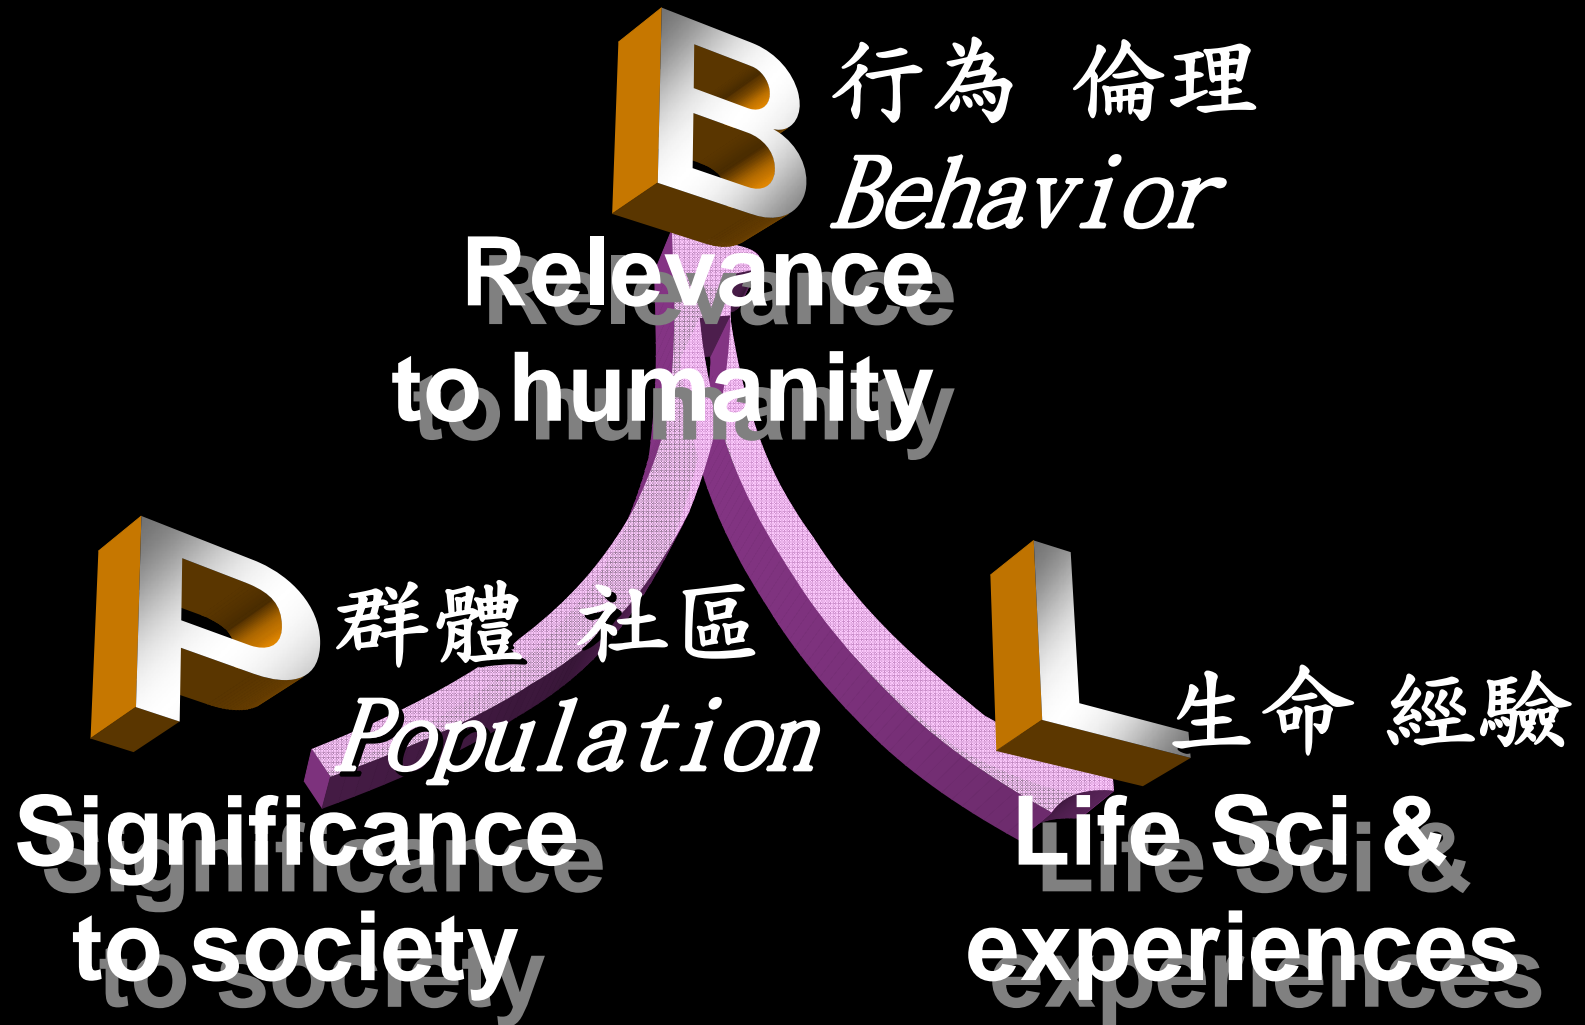 B
行為 倫理
Behavior
Relevance
to humanity
P
群體 社區
Population
Significance
to society
L
生命 經驗
Life Sci &
experiences